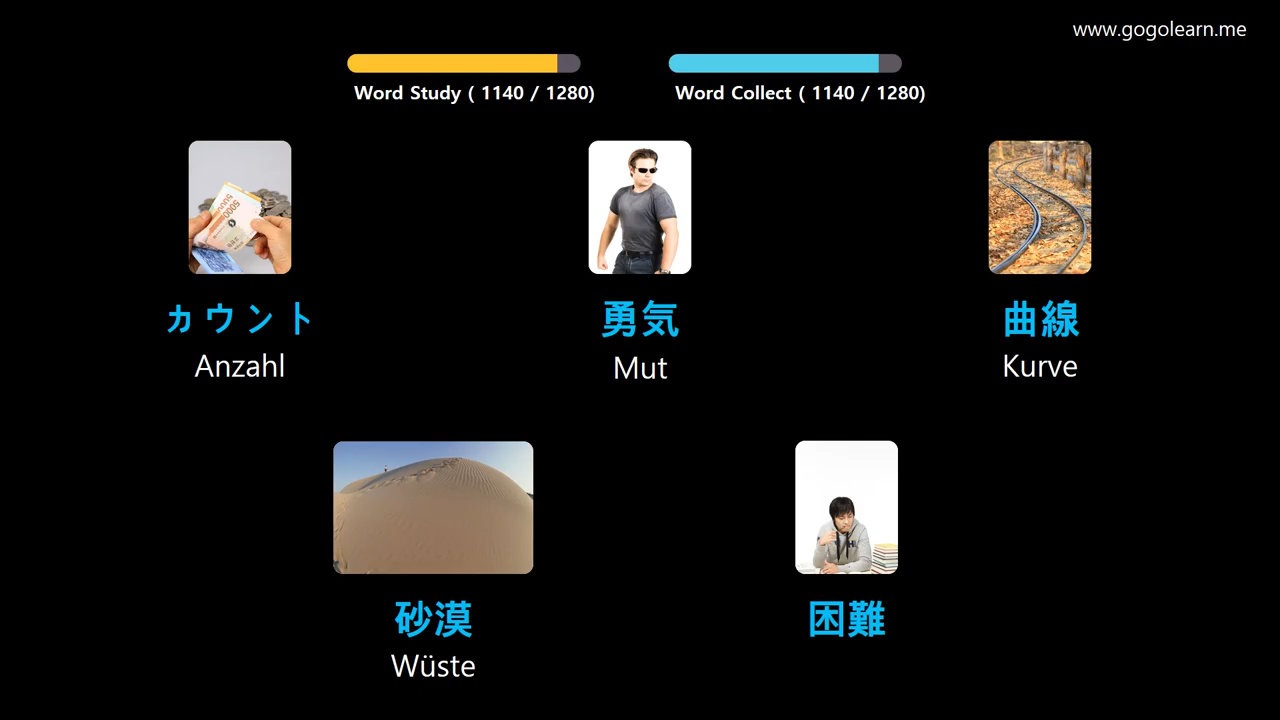 www.gogolearn.me
Word Study ( 1140 / 1280)
Word Collect ( 1140 / 1280)
カウント
Anzahl
勇気
Mut
曲線
Kurve
砂漠
Wüste
困難